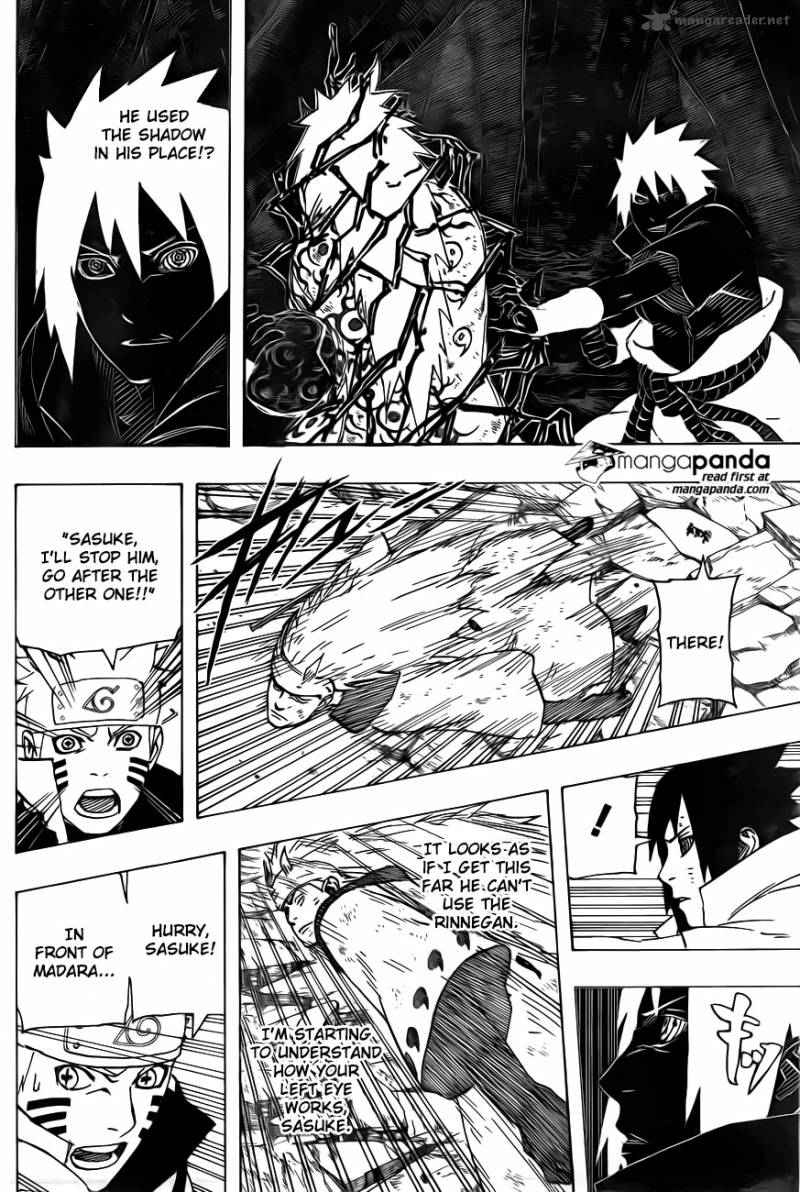 mangareader.net
HE USED
THE SHADOW
IN HIS PLACE!?
mangapanda
read first at
mangapanda.com
THERE!
"SASUKE,
I'LL STOP HIM,
GO AFTER THE
OTHER ONE!!"
!
キッ
IT LOOKS AS
IF I GET THIS
FAR HE CAN'T
USE THE
RINNEGAN.
I'M STARTING
TO UNDERSTAND
HOW YOUR
LEFT EYE
WORKS,
SASUKE.
HURRY,
SASUKE!
IN
FRONT OF
MADARA...